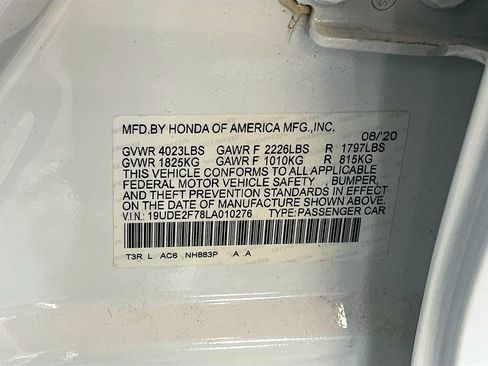 MFD.BY HONDA OF AMERICA MFG.,INC.
08/'20
GVWR 4023LBS GAWR F 2226LBS R 1797LBS
GVWR 1825KG GAWR F 1010KG R 815KG
THIS VEHICLE CONFORMS TO ALL APPLICABLE
FEDERAL MOTOR VEHICLE SAFETY , BUMPER,
AND THEFT PREVENTION STANDARDS IN EFFECT
ON THE DATE OF MANUFACTURE SHOWN ABOVE.
V.I.N.: 19UDE2F78LA010276 TYPE: PASSENGER CAR
T3R L AC6 NH883P .A .A